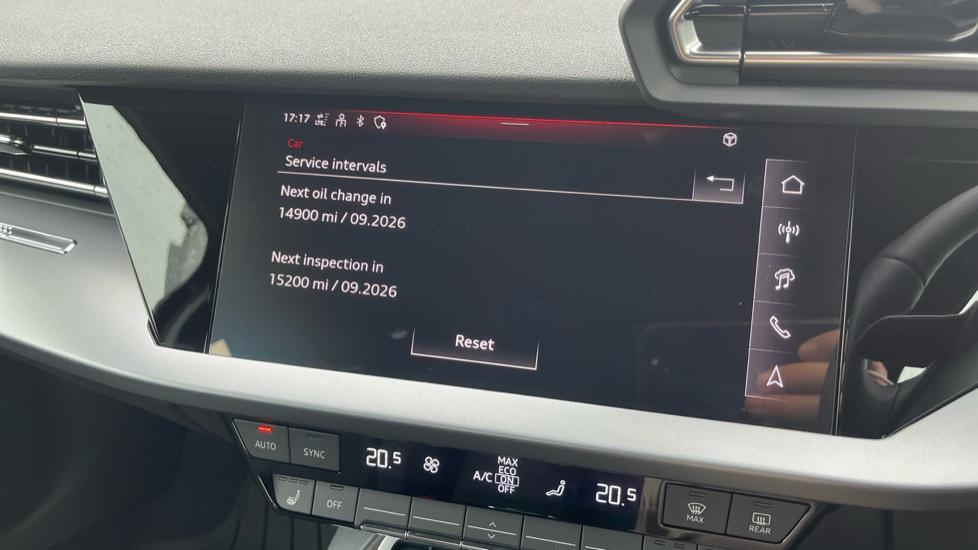 17:17
Car
Service intervals
Next oil change in
14900 mi / 09.2026
Next inspection in
15200 mi / 09.2026
Reset
AUTO
SYNC
20.5
A/C
MAX
ECO
ON
OFF
20.5
OFF
MAX
REAR